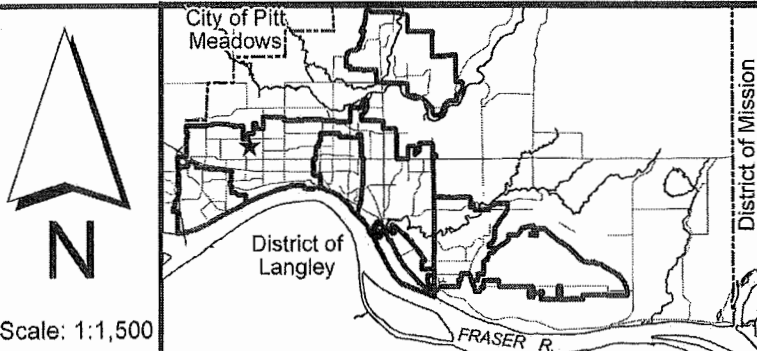 City of Pitt
Meadows
N
Scale: 1:1,500
District of
Langley
FRASER R.
District of Mission